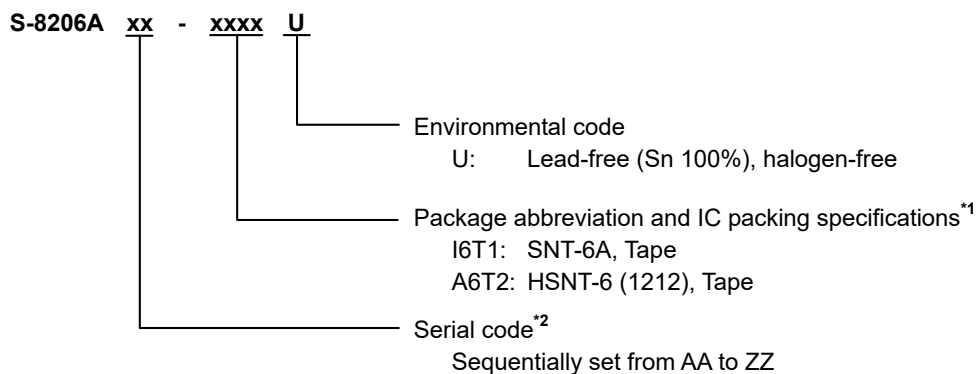 S-8206A xx - xxxx U
Environmental code
U: Lead-free (Sn 100%), halogen-free
Package abbreviation and IC packing specifications*1
I6T1: SNT-6A, Tape
A6T2: HSNT-6 (1212), Tape
Serial code*2
Sequentially set from AA to ZZ